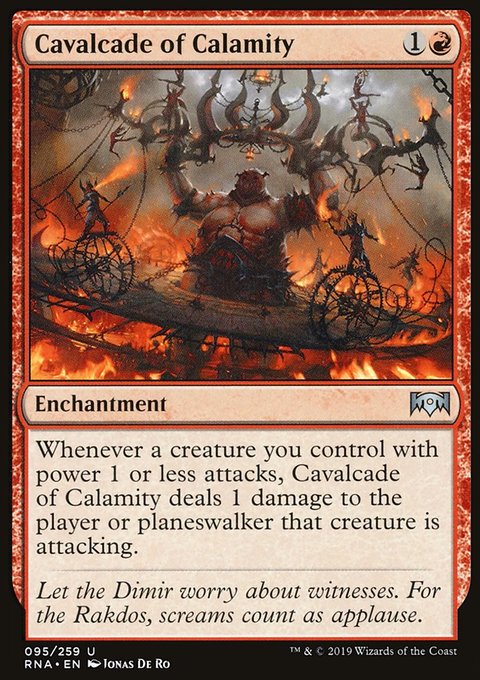 Cavalcade of Calamity 1
Enchantment
Whenever a creature you control with
power 1 or less attacks, Cavalcade
of Calamity deals 1 damage to the
player or planeswalker that creature is
attacking.
Let the Dimir worry about witnesses. For
the Rakdos, screams count as applause.
095/259 U
RNA • EN Jonas De Ro ™ & © 2019 Wizards of the Coast